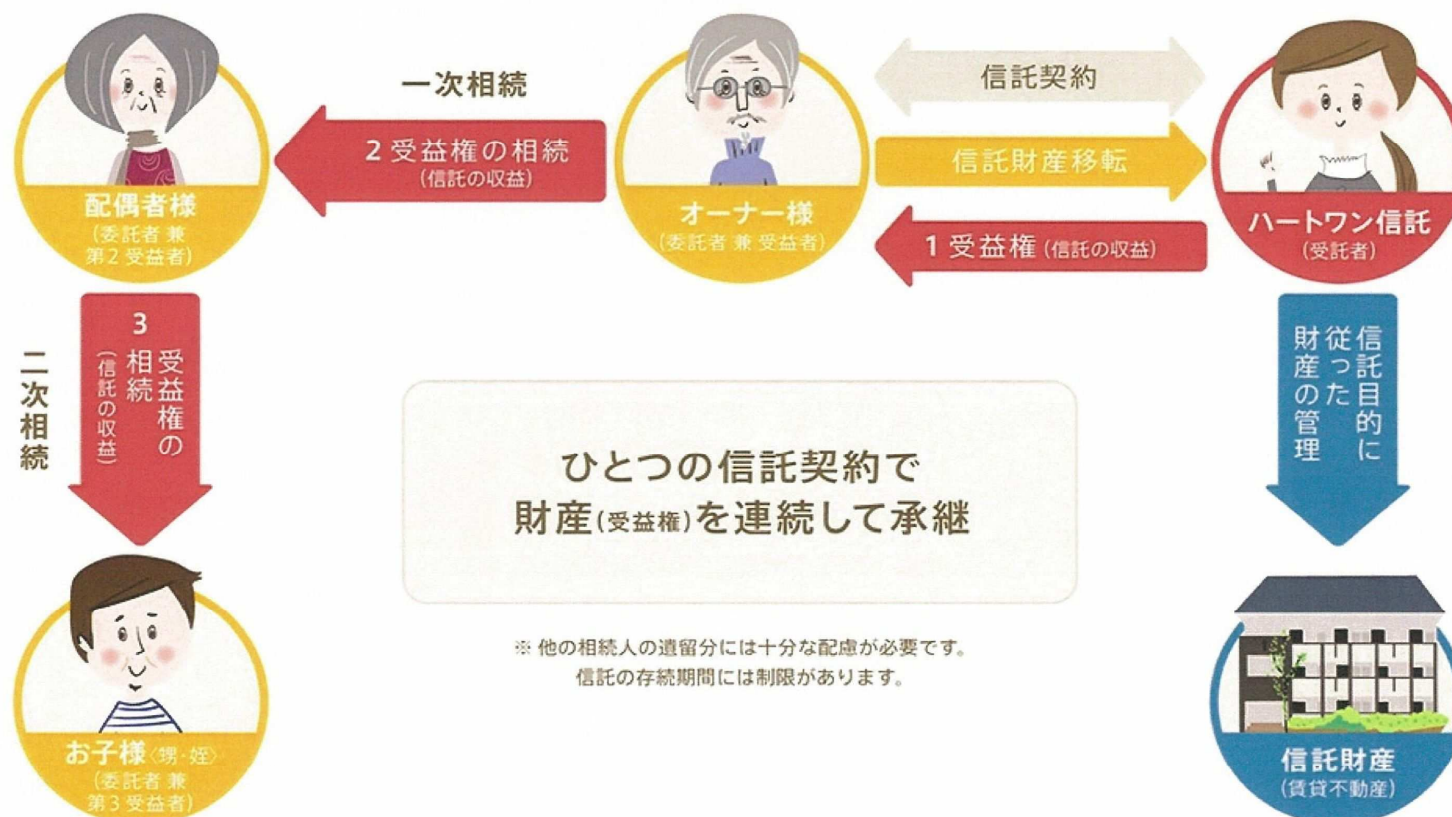 一次相続
2 受益権の相続
(信託の収益)
信託契約
信託財産移転
1 受益権 (信託の収益)
配偶者様
(委託者 兼
第2 受益者)
オーナー様
(委託者 兼 受益者)
ハートワン信託
(受託者)
二次相続
3
受益権の
相続
(信託の収益)
信託目的に
従った
財産の管理
ひとつの信託契約で
財産(受益権)を連続して承継
※ 他の相続人の遺留分には十分な配慮が必要です。
信託の存続期間には制限があります。
お子様〈甥・姪〉
(委託者 兼
第3 受益者)
信託財産
(賃貸不動産)